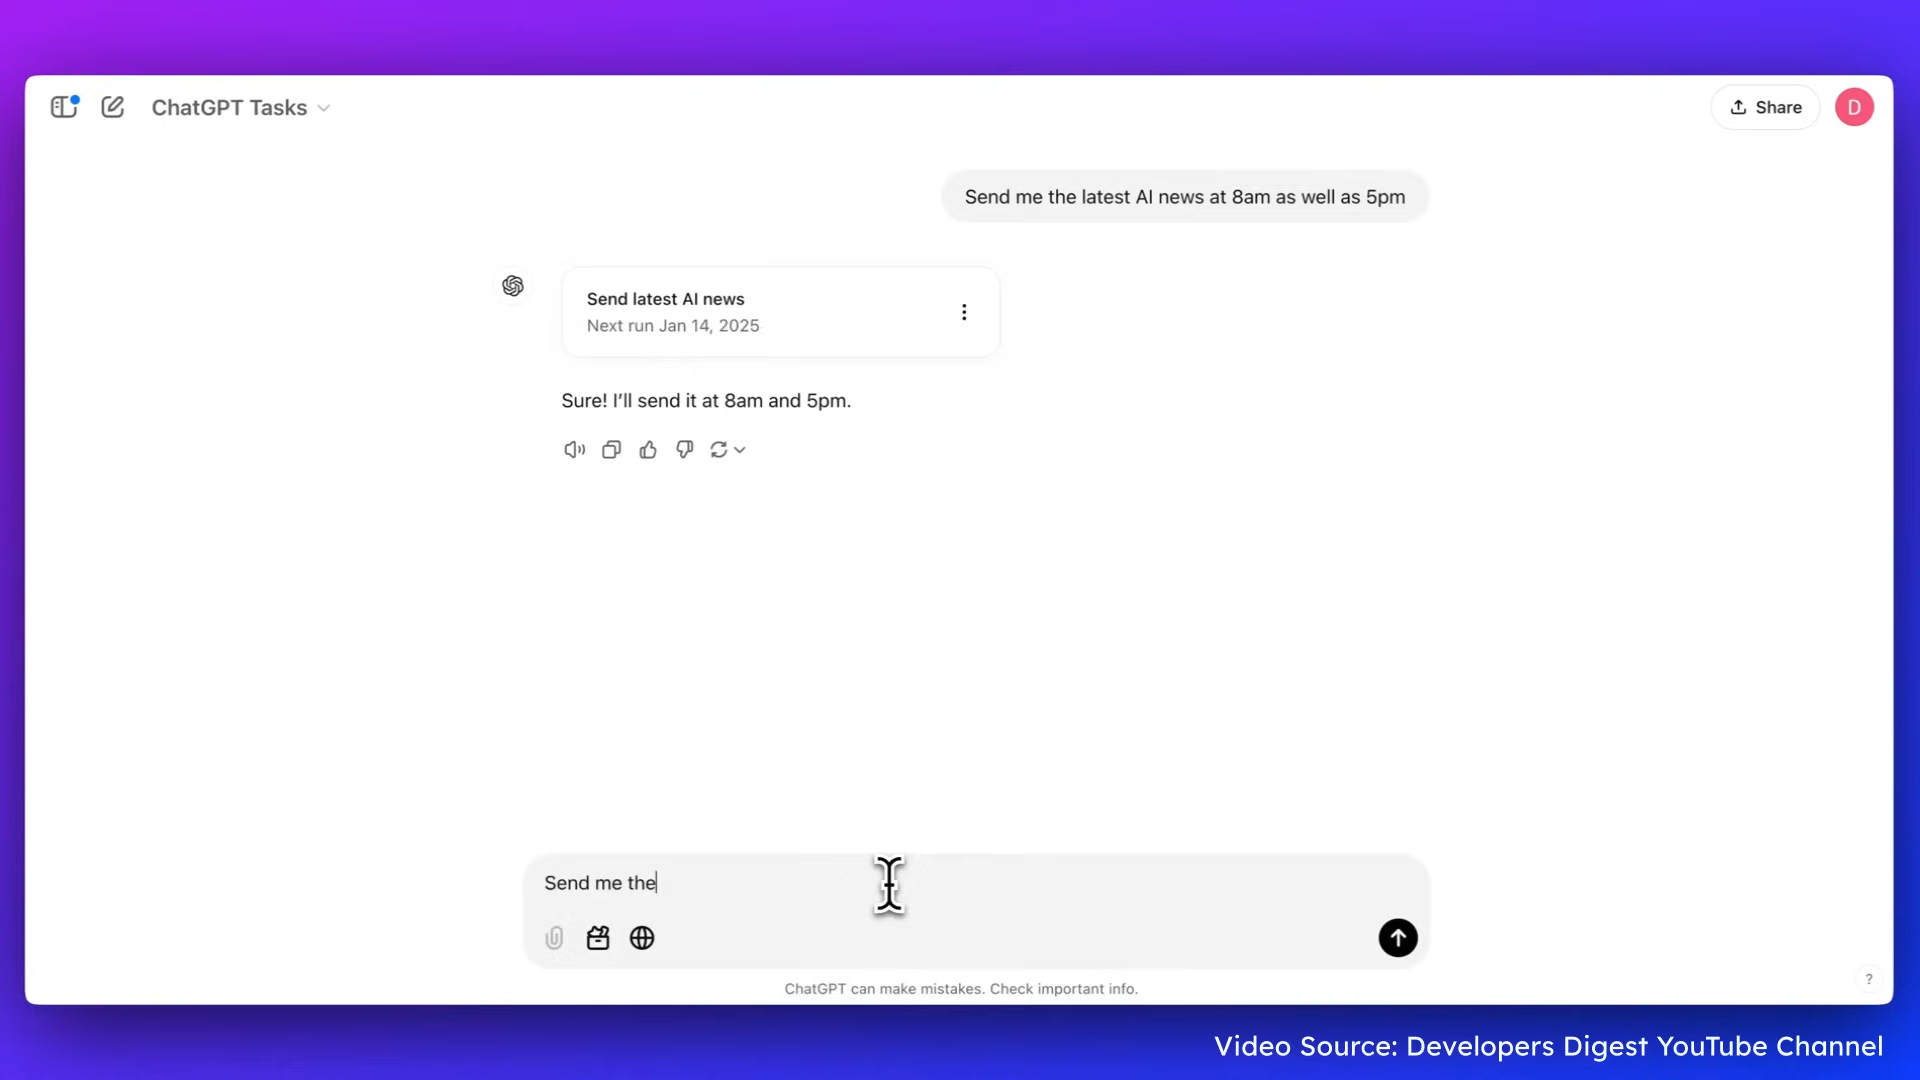 ChatGPT Tasks
Share
D
Send me the latest AI news at 8am as well as 5pm
Send latest AI news
Next run Jan 14, 2025
Sure! I'll send it at 8am and 5pm.
Send me the
ChatGPT can make mistakes. Check important info.
?
Video Source: Developers Digest YouTube Channel